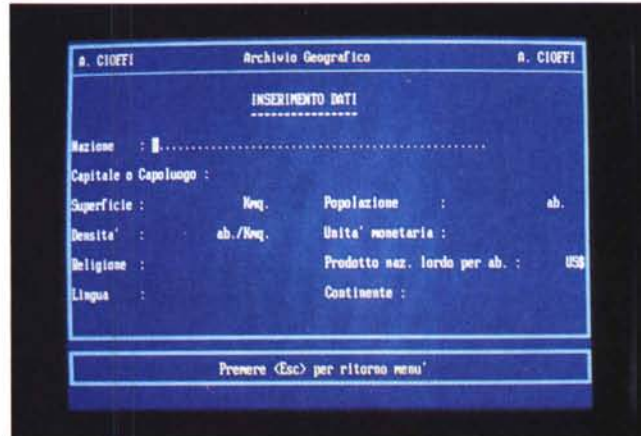 A. CIOFFI Archivio Geografico A. CIOFFI
INSERIMENTO DATI
Nazione :
Capitale o Capoluogo :
Superficie : Kmq. Popolazione : ab.
Densita' : ab./Kmq. Unita' monetaria :
Religione : Prodotto naz. lordo per ab. : US$
Lingua : Continente :
Premere <Esc> per ritorno menu'